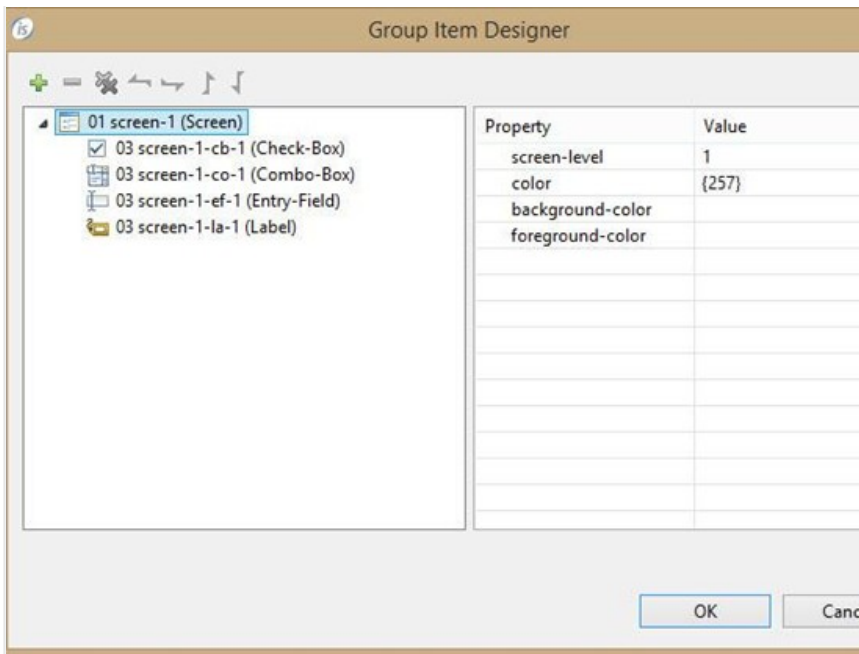 is
Group Item Designer
01 screen-1 (Screen)
03 screen-1-cb-1 (Check-Box)
03 screen-1-co-1 (Combo-Box)
03 screen-1-ef-1 (Entry-Field)
03 screen-1-la-1 (Label)
Property Value
screen-level 1
color {257}
background-color
foreground-color
OK Canc